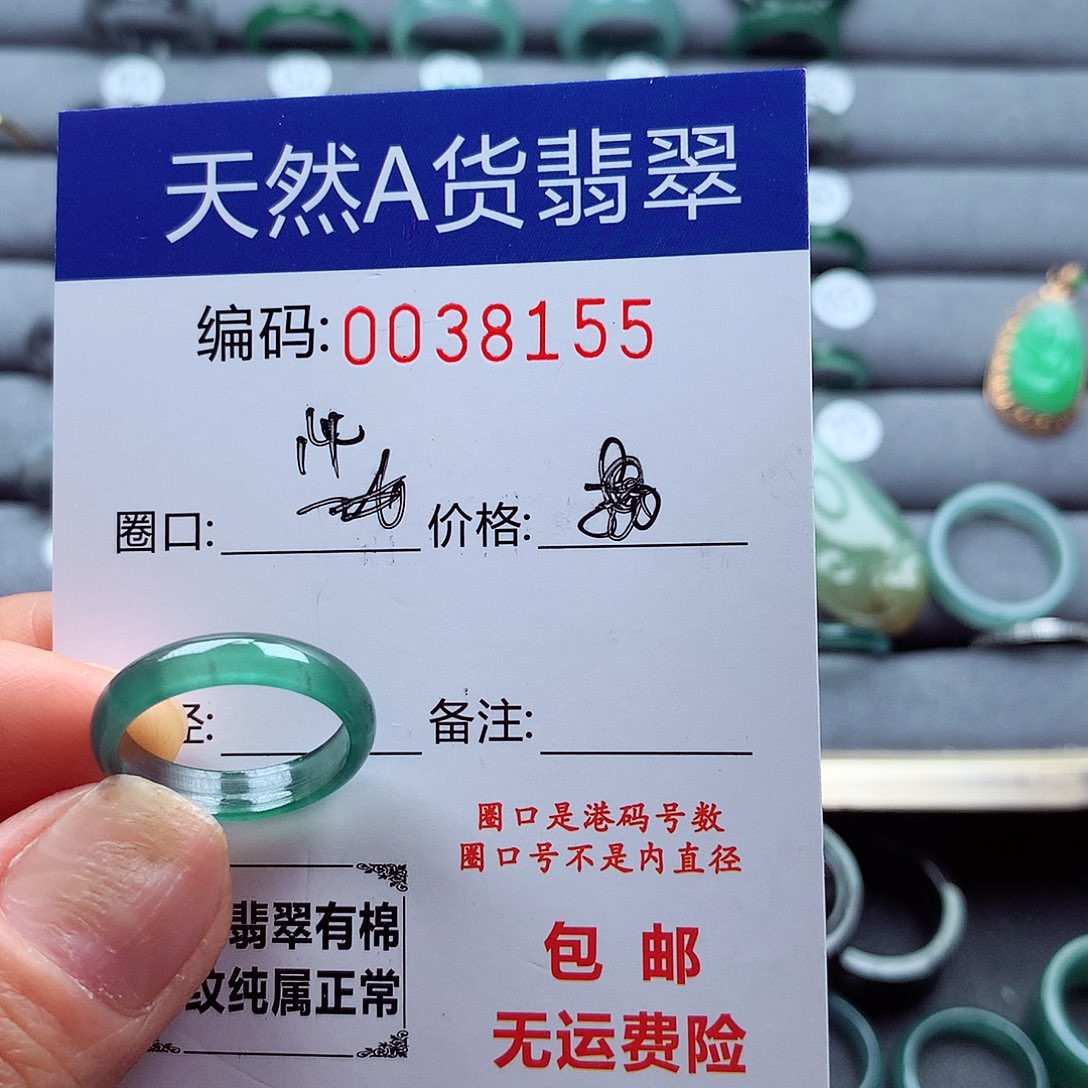 天然A货翡翠
编码:0038155
14
圈口: 价格:
径: 备注:
圈口是港码号数
圈口号不是内直径
翡翠有棉
纹纯属正常
包 邮
无运费险